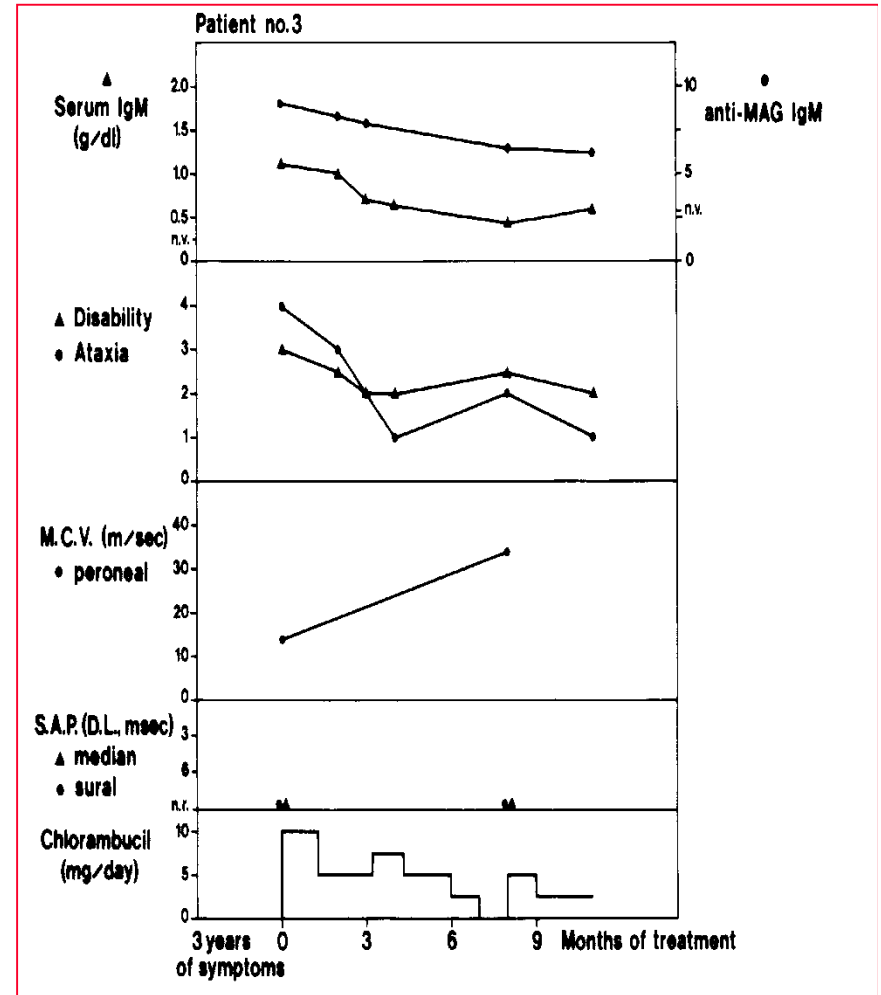 Patient no.3
Serum IgM
(g/dl)
2.0
1.5
1.0
0.5
n.v.
0
10
5
n.v.
0
anti-MAG IgM
Disability
Ataxia
4
3
2
1
0
M.C.V. (m/sec)
peroneal
40
30
20
10
0
S.A.P. (D.L., msec)
median
sural
3
6
n.r.
Chlorambucil
(mg/day)
10
5
0
3 years
of symptoms
0 3 6 9 Months of treatment